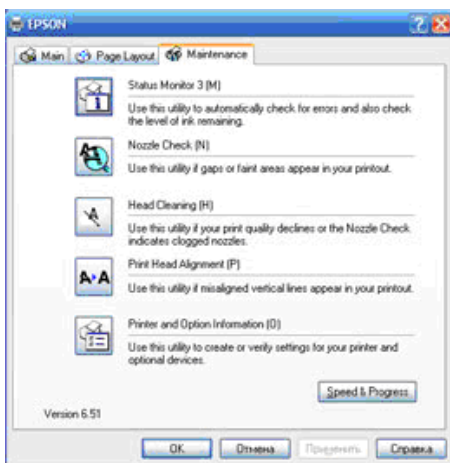 EPSON
Main Page Layout Maintenance
Status Monitor 3 (M)
Use this utility to automatically check for errors and also check
the level of ink remaining.
Nozzle Check (N)
Use this utility if gaps or faint areas appear in your printout.
Head Cleaning (H)
Use this utility if your print quality declines or the Nozzle Check
indicates clogged nozzles.
Print Head Alignment (P)
A›A
Use this utility if misaligned vertical lines appear in your printout.
Printer and Option Information (O)
Use this utility to create or verify settings for your printer and
optional devices.
Speed & Progress
Version 6.51
OK Отмена Применить Справка